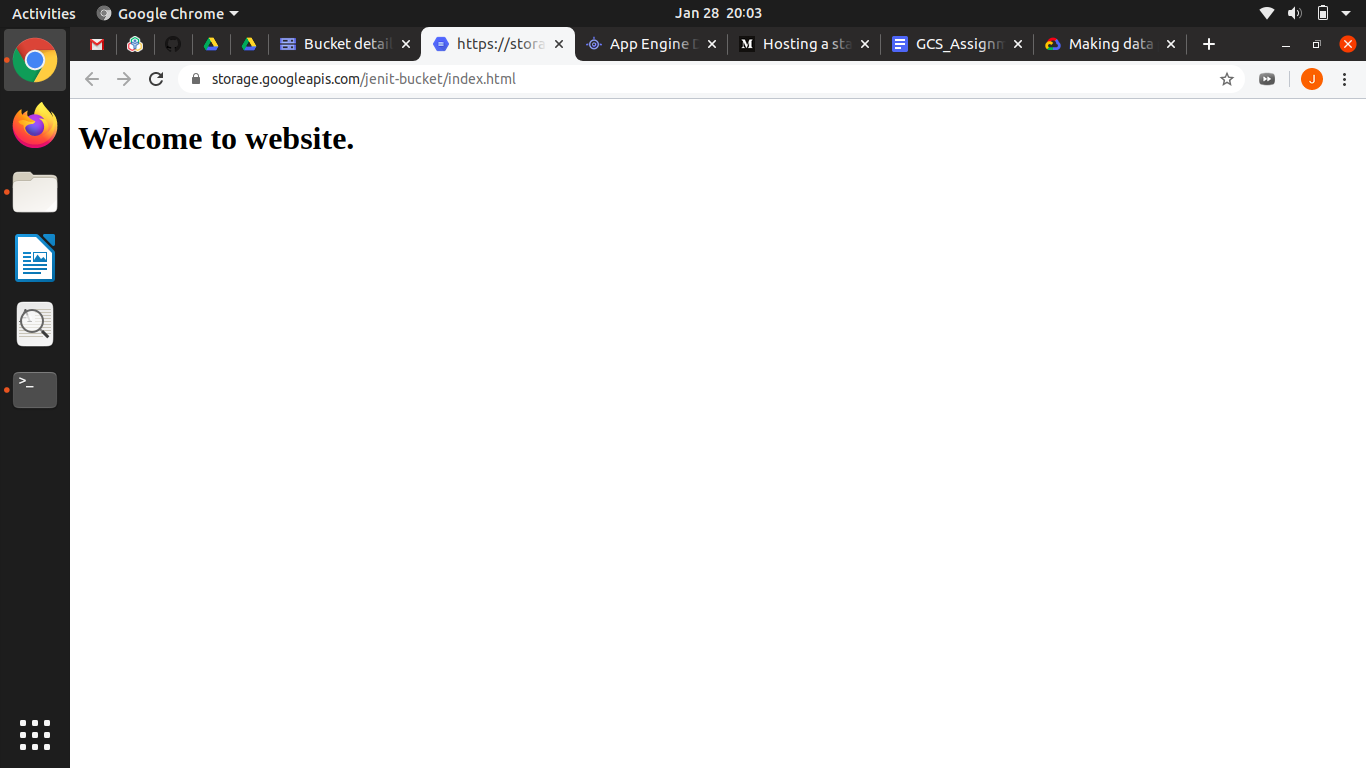 Activities Google Chrome Jan 28 20:03
Bucket detail https://stora App Engine D Hosting a sta GCS_Assignm Making data
storage.googleapis.com/jenit-bucket/index.html J
Welcome to website.
>_